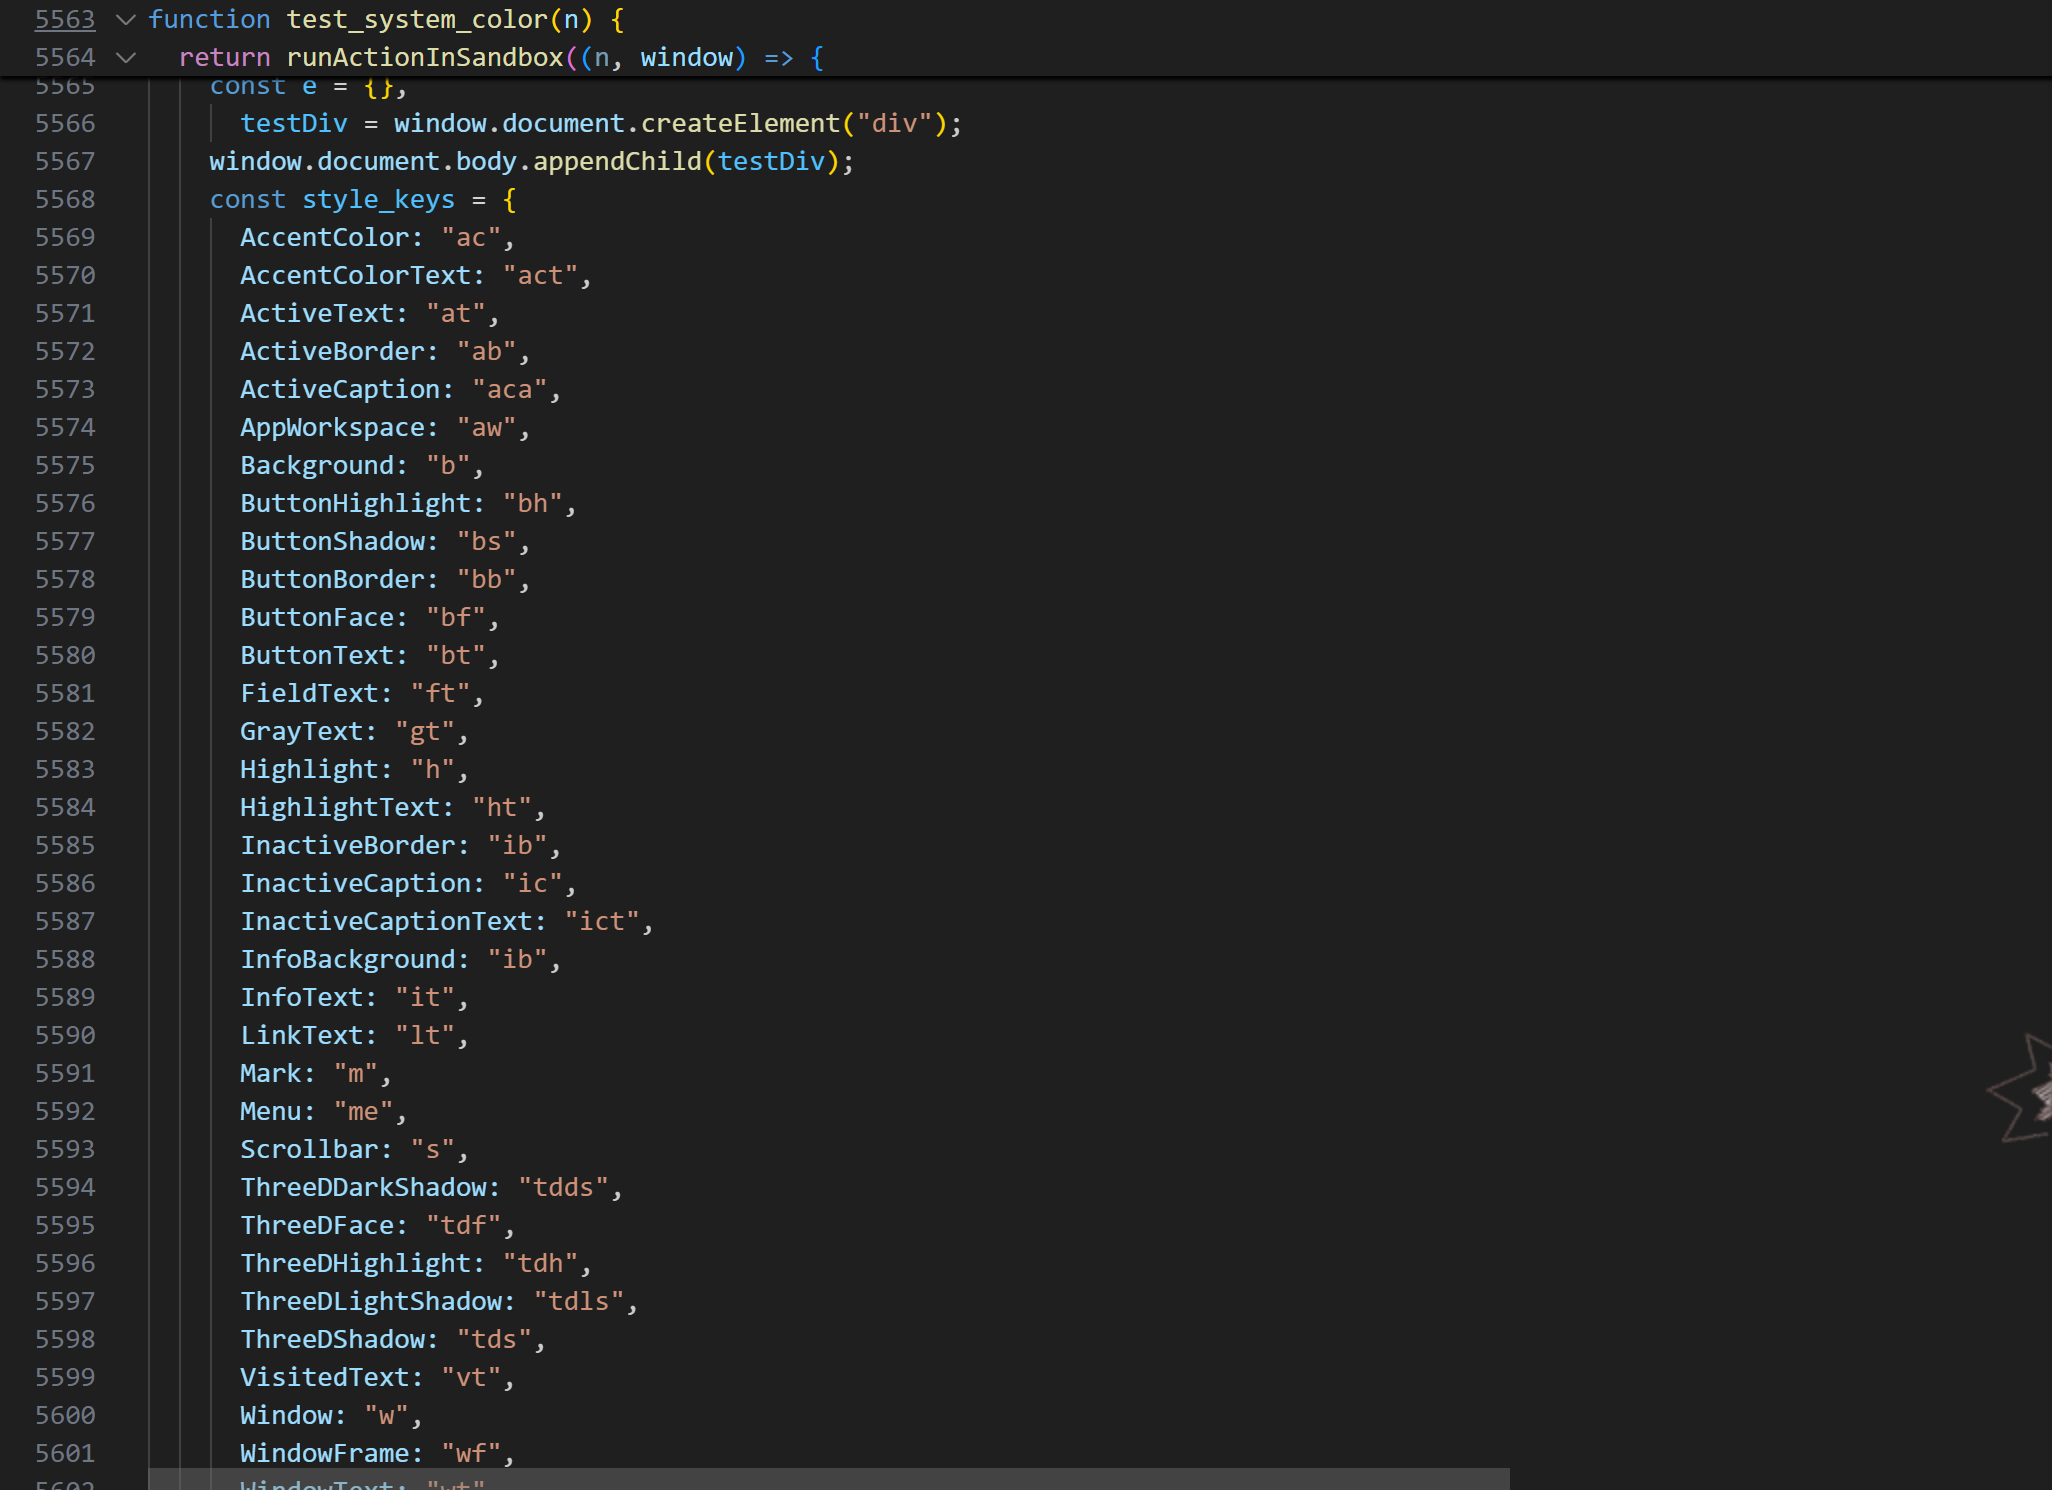 5563 function test_system_color(n) {
5564 return runActionInSandbox((n, window) => {
5565 const e = {},
5566 testDiv = window.document.createElement("div");
5567 window.document.body.appendChild(testDiv);
5568 const style_keys = {
5569 AccentColor: "ac",
5570 AccentColorText: "act",
5571 ActiveText: "at",
5572 ActiveBorder: "ab",
5573 ActiveCaption: "aca",
5574 AppWorkspace: "aw",
5575 Background: "b",
5576 ButtonHighlight: "bh",
5577 ButtonShadow: "bs",
5578 ButtonBorder: "bb",
5579 ButtonFace: "bf",
5580 ButtonText: "bt",
5581 FieldText: "ft",
5582 GrayText: "gt",
5583 Highlight: "h",
5584 HighlightText: "ht",
5585 InactiveBorder: "ib",
5586 InactiveCaption: "ic",
5587 InactiveCaptionText: "ict",
5588 InfoBackground: "ib",
5589 InfoText: "it",
5590 LinkText: "lt",
5591 Mark: "m",
5592 Menu: "me",
5593 Scrollbar: "s",
5594 ThreeDDarkShadow: "tdds",
5595 ThreeDFace: "tdf",
5596 ThreeDHighlight: "tdh",
5597 ThreeDLightShadow: "tdls",
5598 ThreeDShadow: "tds",
5599 VisitedText: "vt",
5600 Window: "w",
5601 WindowFrame: "wf",
5602 WindowText: "wt"